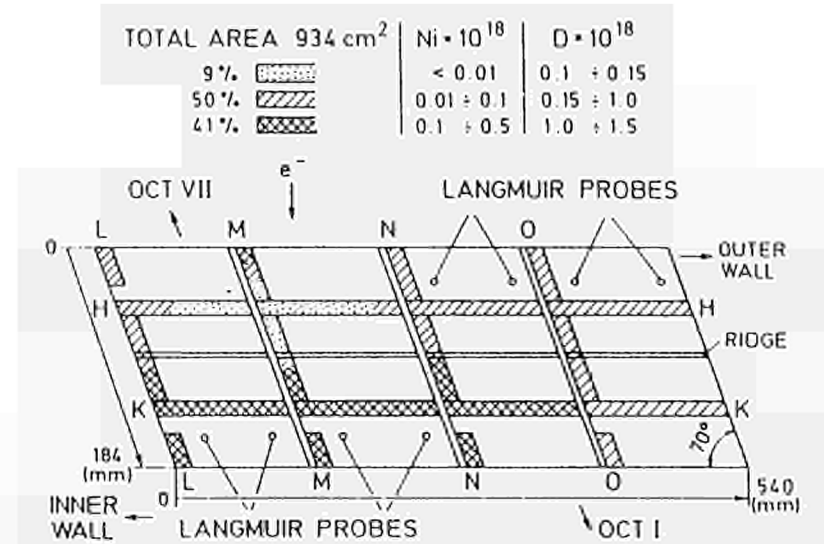 TOTAL AREA 934 cm² Ni • 10¹⁸ D • 10¹⁸
9% < 0.01 0.1 ÷ 0.15
50% 0.01 ÷ 0.1 0.15 ÷ 1.0
41% 0.1 ÷ 0.5 1.0 ÷ 1.5
e⁻
OCT VII LANGMUIR PROBES
L M N O
0
OUTER
WALL
H H
RIDGE
K K
70°
184
(mm)
L M N O
0 540
(mm)
INNER
WALL
LANGMUIR PROBES OCT I